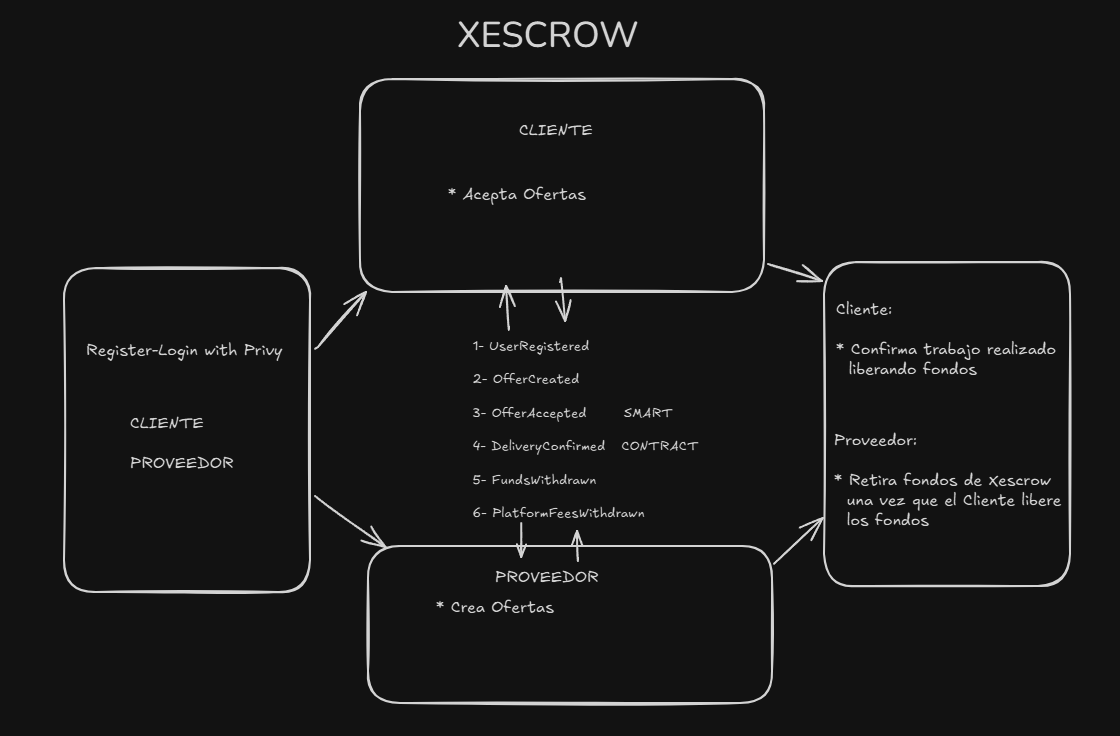 XESCROW
CLIENTE
* Acepta Ofertas
Register-Login with Privy
CLIENTE
PROVEEDOR
1- UserRegistered
2- OfferCreated
3- OfferAccepted SMART
4- DeliveryConfirmed CONTRACT
5- FundsWithdrawn
6- PlatformFeesWithdrawn
PROVEEDOR
* Crea Ofertas
Cliente:
* Confirma trabajo realizado
liberando fondos
Proveedor:
* Retira fondos de Xescrow
una vez que el Cliente libere
los fondos